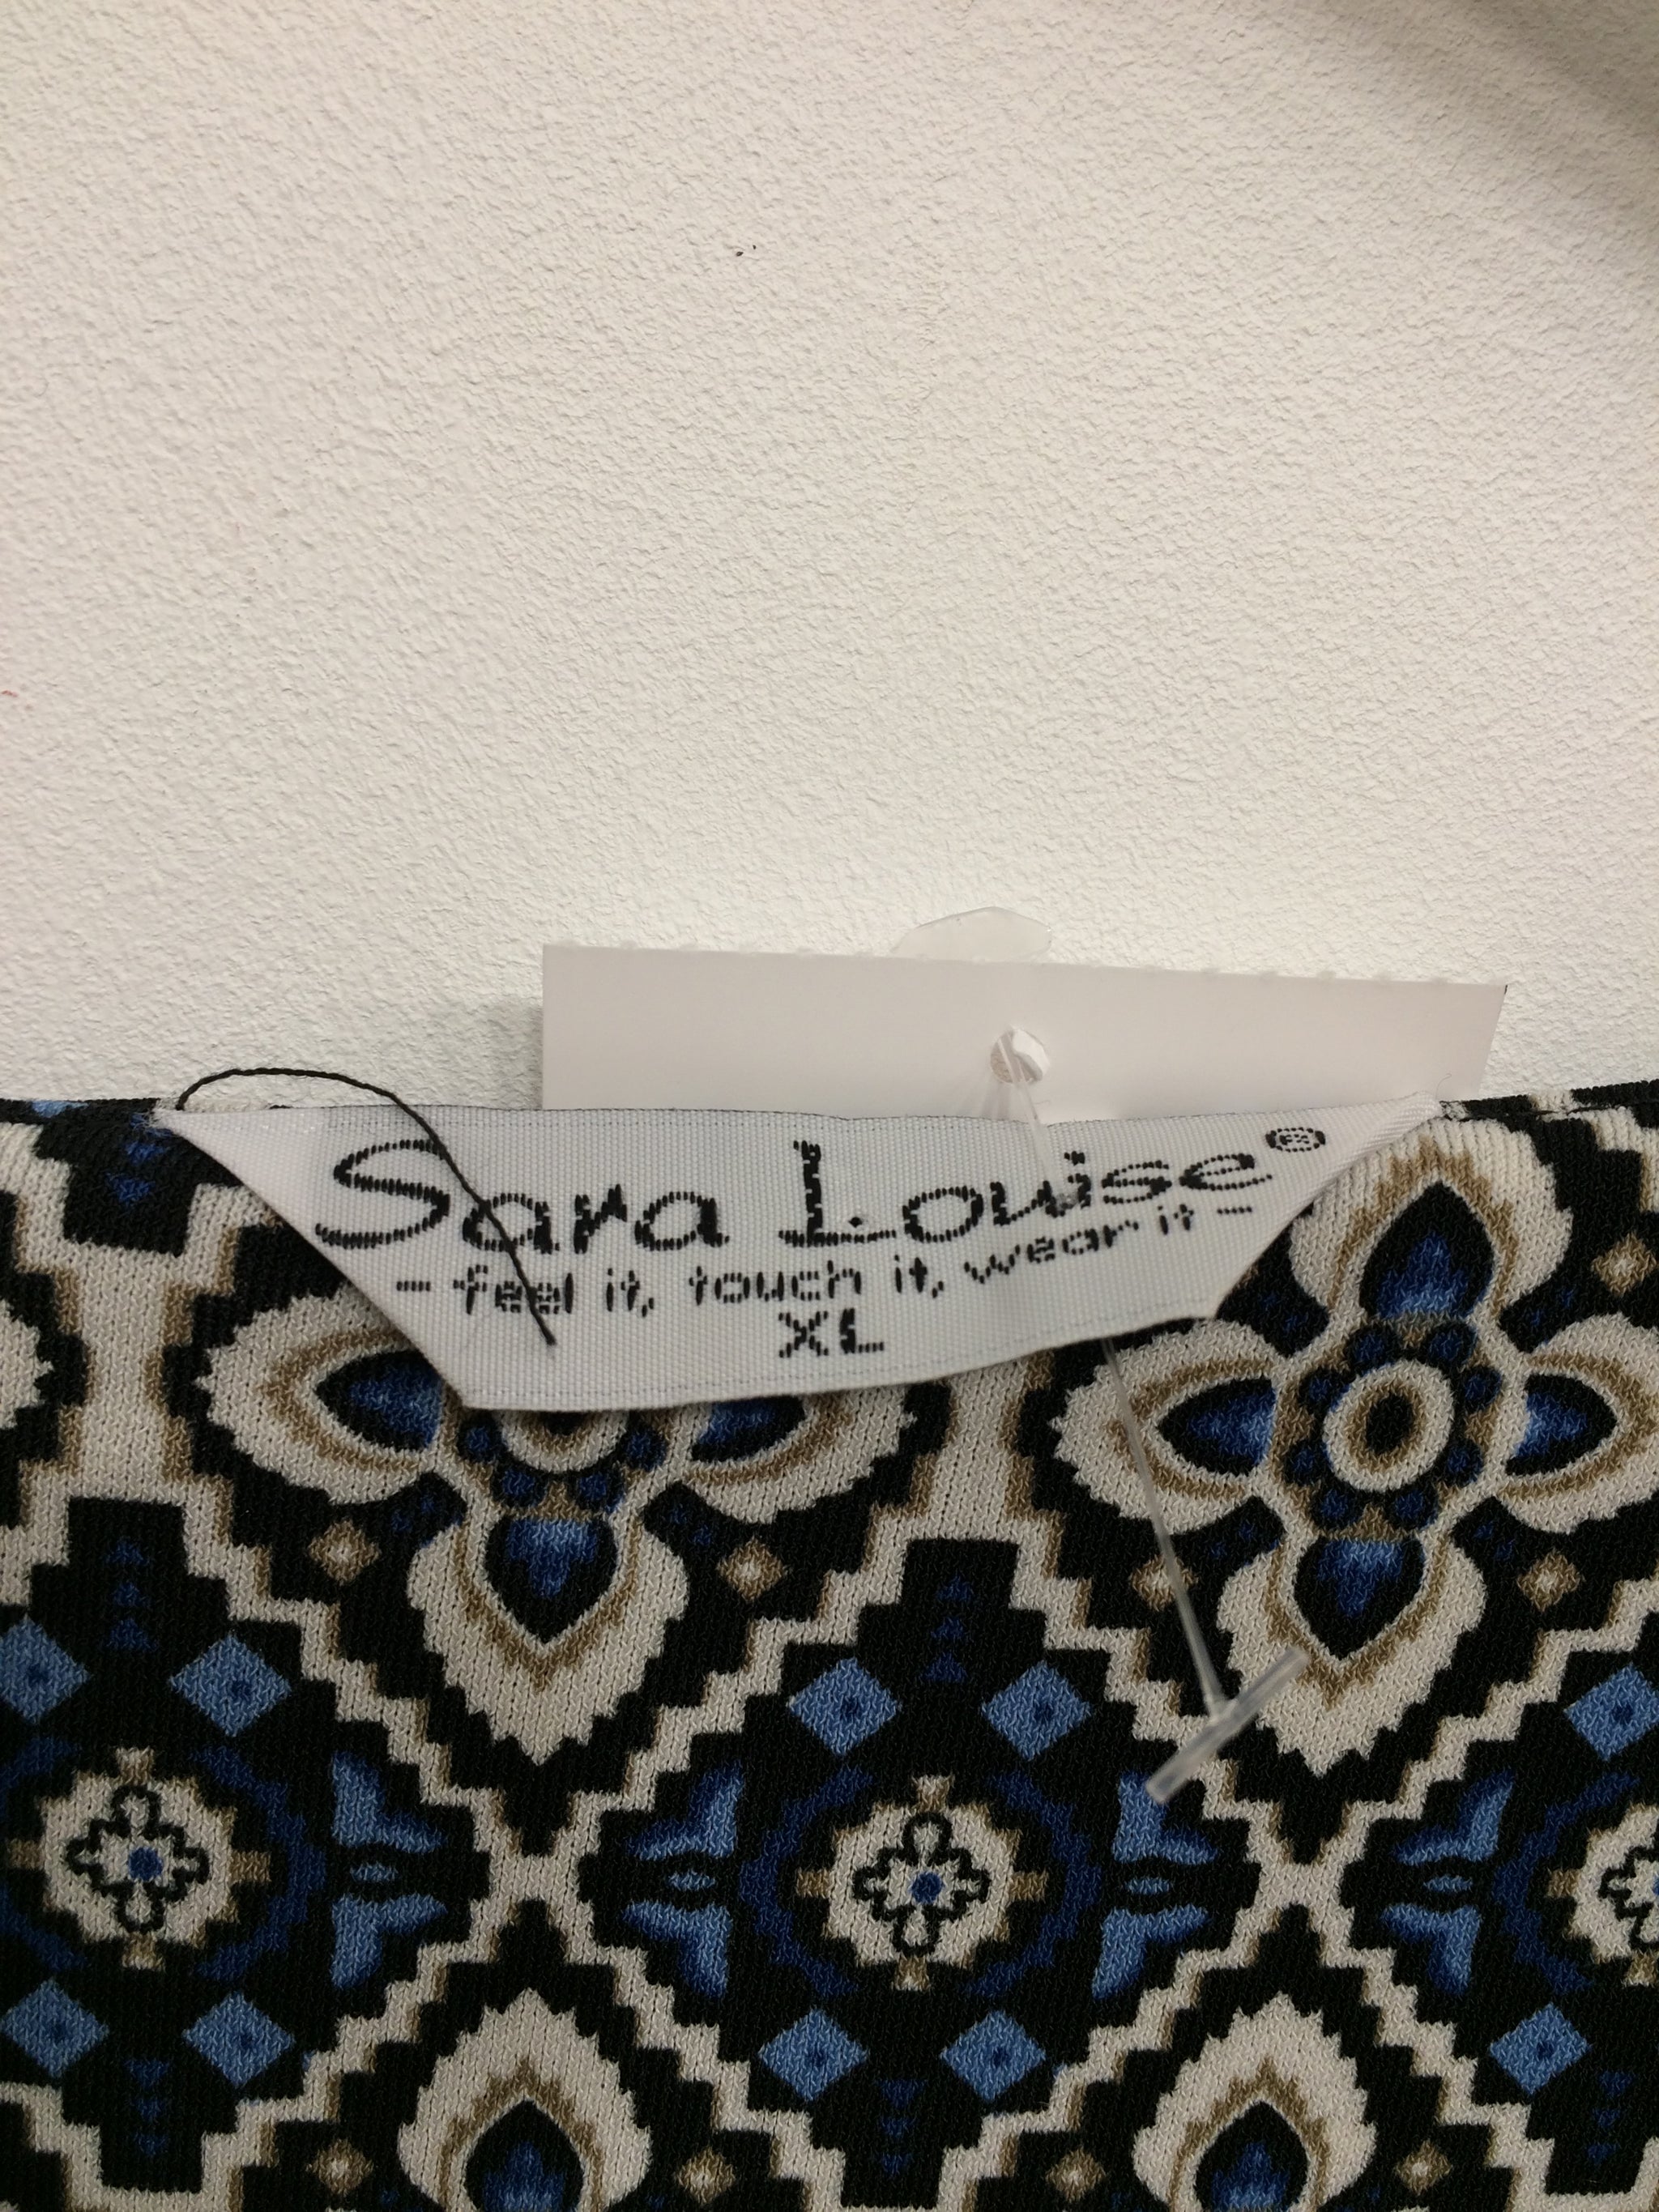 Sara Louise®
- feel it, touch it, wear it -
XL